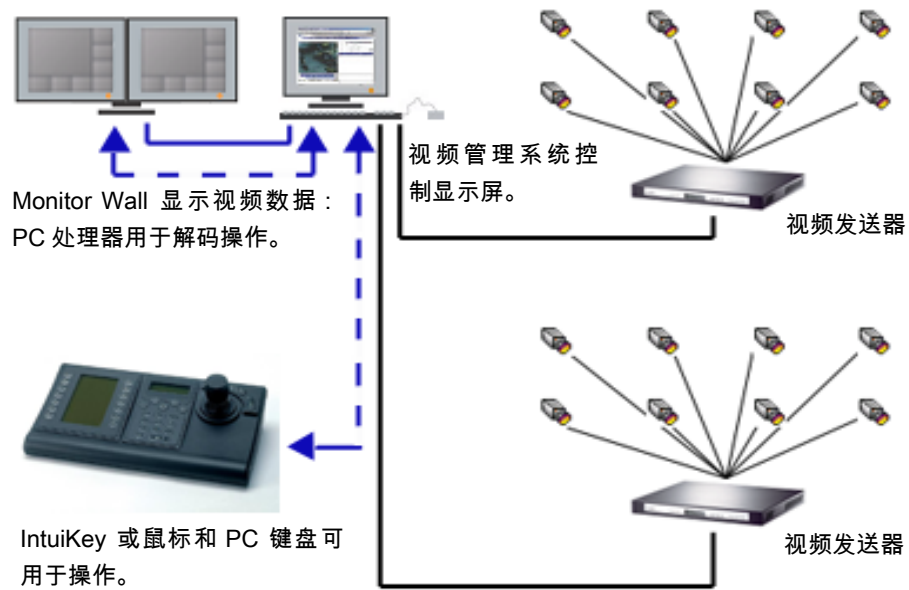 视频管理系统控
制显示屏。
Monitor Wall 显示视频数据：
PC 处理器用于解码操作。
视频发送器
IntuiKey 或鼠标和 PC 键盘可
用于操作。
视频发送器